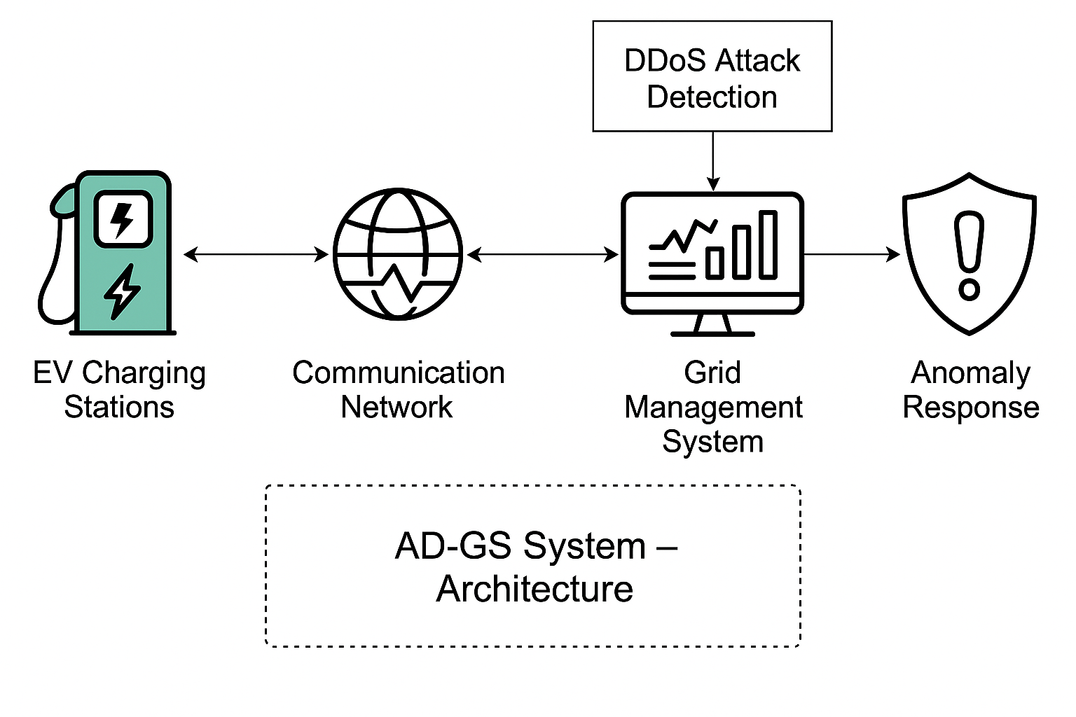 DDoS Attack
Detection
EV Charging
Stations
Communication
Network
Grid
Management
System
Anomaly
Response
AD-GS System –
Architecture